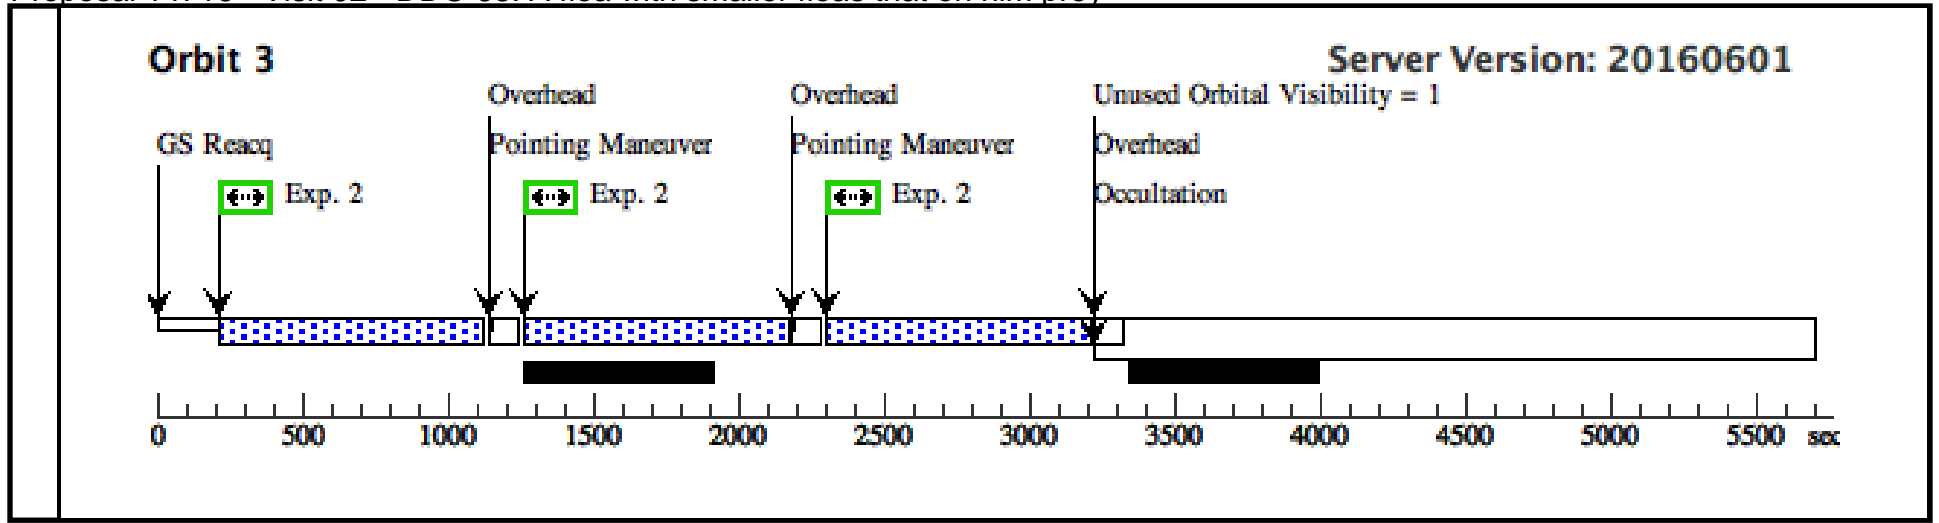 Orbit 3
Server Version: 20160601
Overhead
Overhead
Unused Orbital Visibility = 1
GS Reacq
Pointing Maneuver
Pointing Maneuver
Overhead
Exp. 2
Exp. 2
Exp. 2
Occultation
0 500 1000 1500 2000 2500 3000 3500 4000 4500 5000 5500 sec